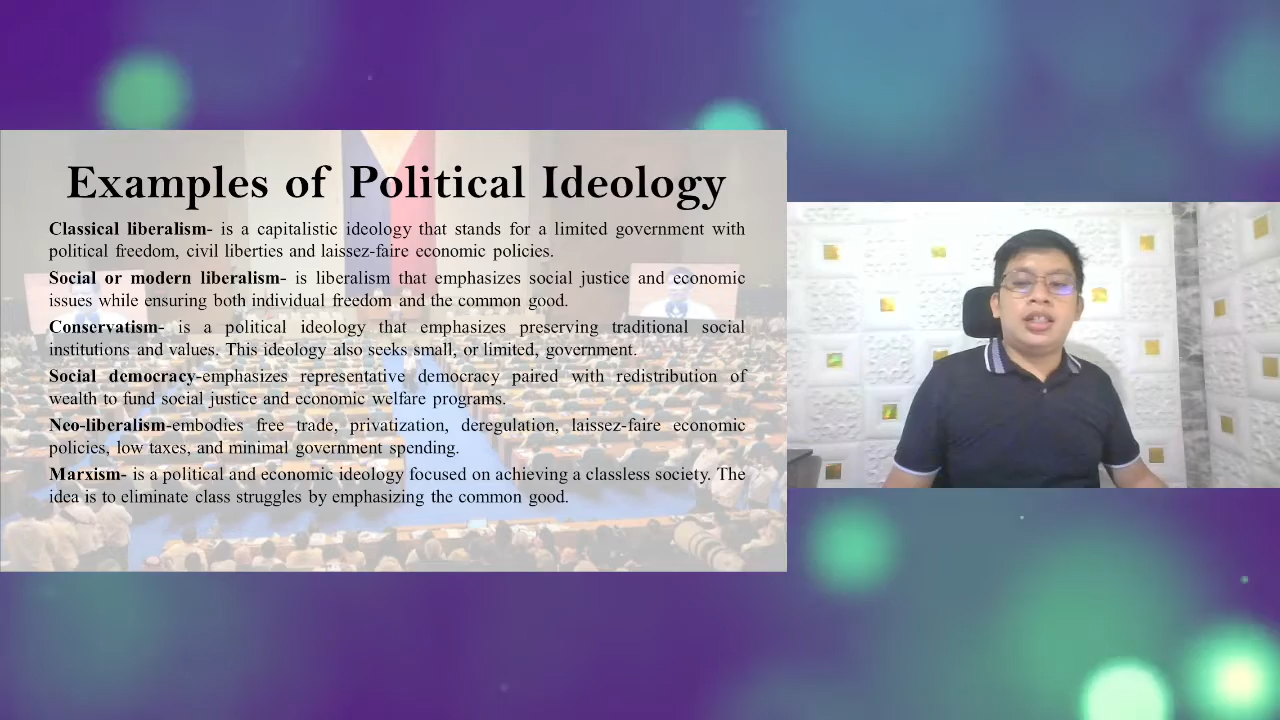 Examples of Political Ideology
Classical liberalism- is a capitalistic ideology that stands for a limited government with
political freedom, civil liberties and laissez-faire economic policies.
Social or modern liberalism- is liberalism that emphasizes social justice and economic
issues while ensuring both individual freedom and the common good.
Conservatism- is a political ideology that emphasizes preserving traditional social
institutions and values. This ideology also seeks small, or limited, government.
Social democracy-emphasizes representative democracy paired with redistribution of
wealth to fund social justice and economic welfare programs.
Neo-liberalism-embodies free trade, privatization, deregulation, laissez-faire economic
policies, low taxes, and minimal government spending.
Marxism- is a political and economic ideology focused on achieving a classless society. The
idea is to eliminate class struggles by emphasizing the common good.